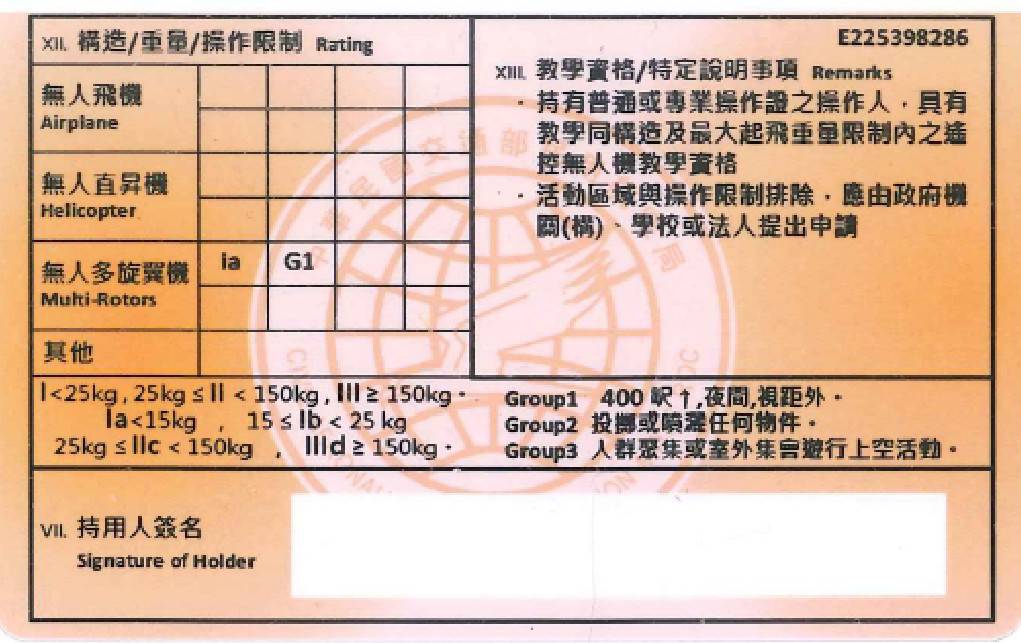 XII. 構造/重量/操作限制 Rating
無人飛機
Airplane
無人直昇機
Helicopter
無人多旋翼機 ia G1
Multi-Rotors
其他
E225398286
XIII. 教學資格/特定說明事項 Remarks
· 持有普通或專業操作證之操作人，具有
教學同構造及最大起飛重量限制內之遙
控無人機教學資格
· 活動區域與操作限制排除，應由政府機
關(構)、學校或法人提出申請
I<25kg , 25kg ≤ II < 150kg , III ≥ 150kg。
Ia<15kg , 15 ≤ Ib < 25 kg
25kg ≤ IIc < 150kg , IIId ≥ 150kg。
Group1 400 呎↑,夜間,視距外。
Group2 投擲或噴灑任何物件。
Group3 人群聚集或室外集會遊行上空活動。
VII. 持用人簽名
Signature of Holder